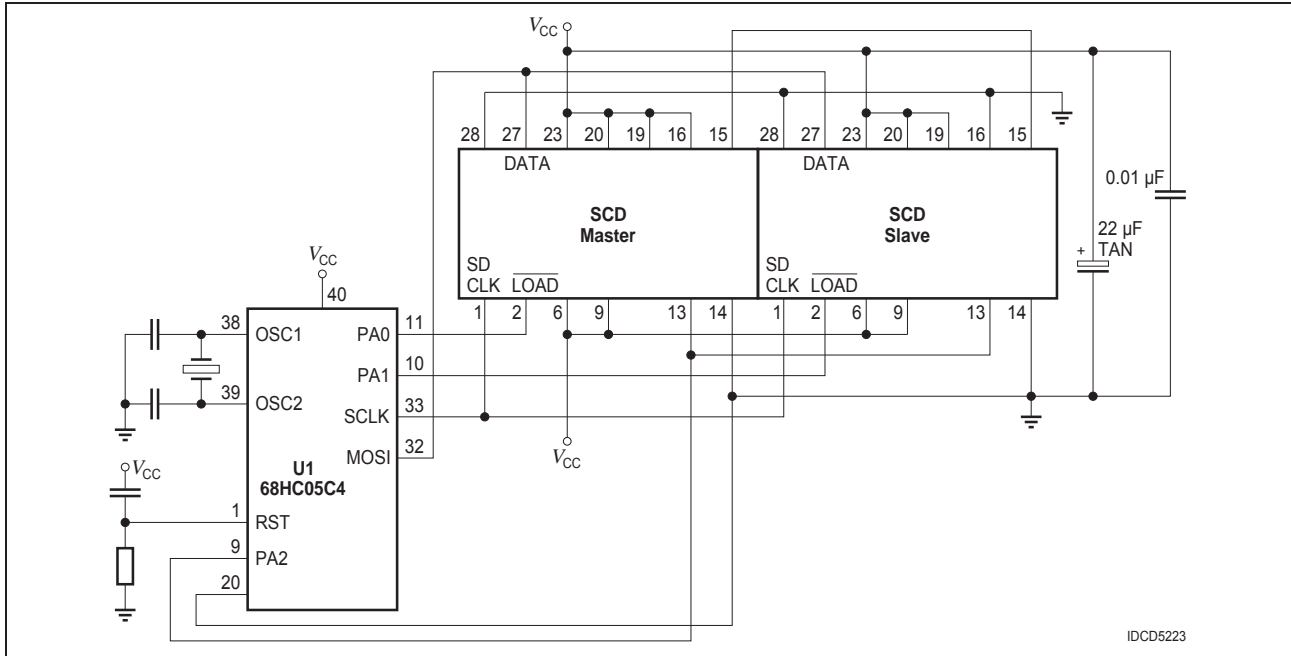 VCC
28 27 23 20 19 16 15 28 27 23 20 19 16 15
DATA DATA
0.01 µF
SCD
Master
SCD
Slave
22 µF
TAN
+
SD
CLK LOAD
SD
CLK LOAD
1 2 6 9 13 14 1 2 6 9 13 14
VCC
40
38 OSC1 PA0 11
PA1 10
39 OSC2
SCLK 33
MOSI 32
VCC
VCC
U1
68HC05C4
1 RST
9 PA2
20
IDCD5223